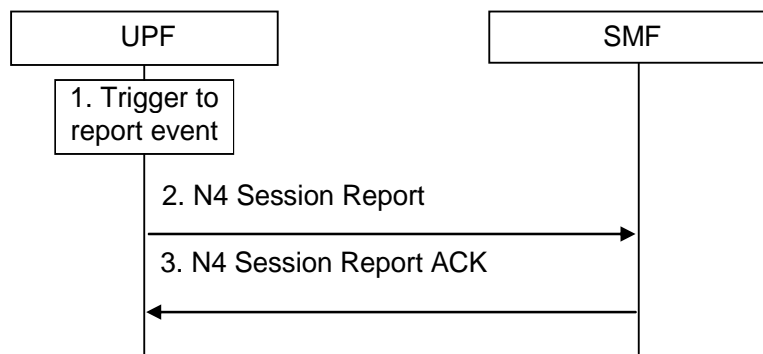 UPF
SMF
1. Trigger to
report event
2. N4 Session Report
3. N4 Session Report ACK